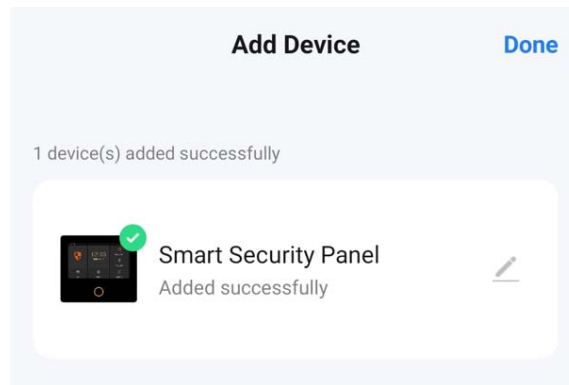 Add Device
Done
1 device(s) added successfully
Smart Security Panel
Added successfully